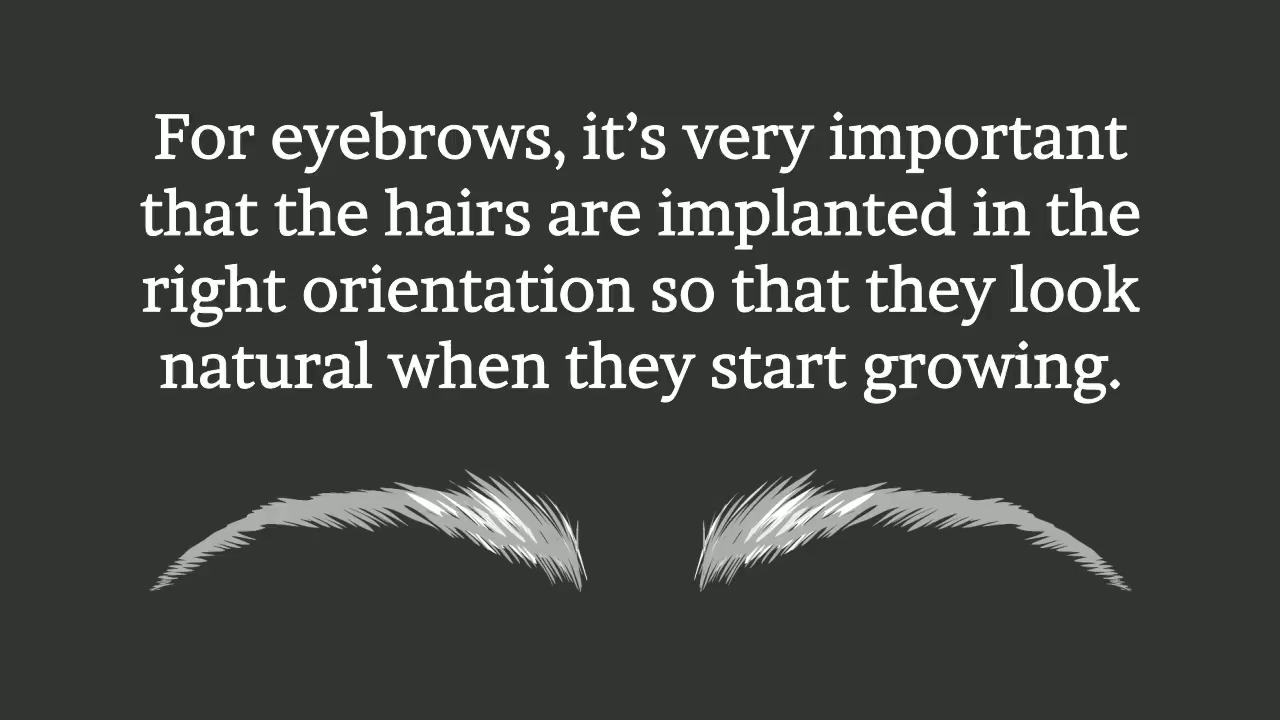 For eyebrows, it’s very important
that the hairs are implanted in the
right orientation so that they look
natural when they start growing.